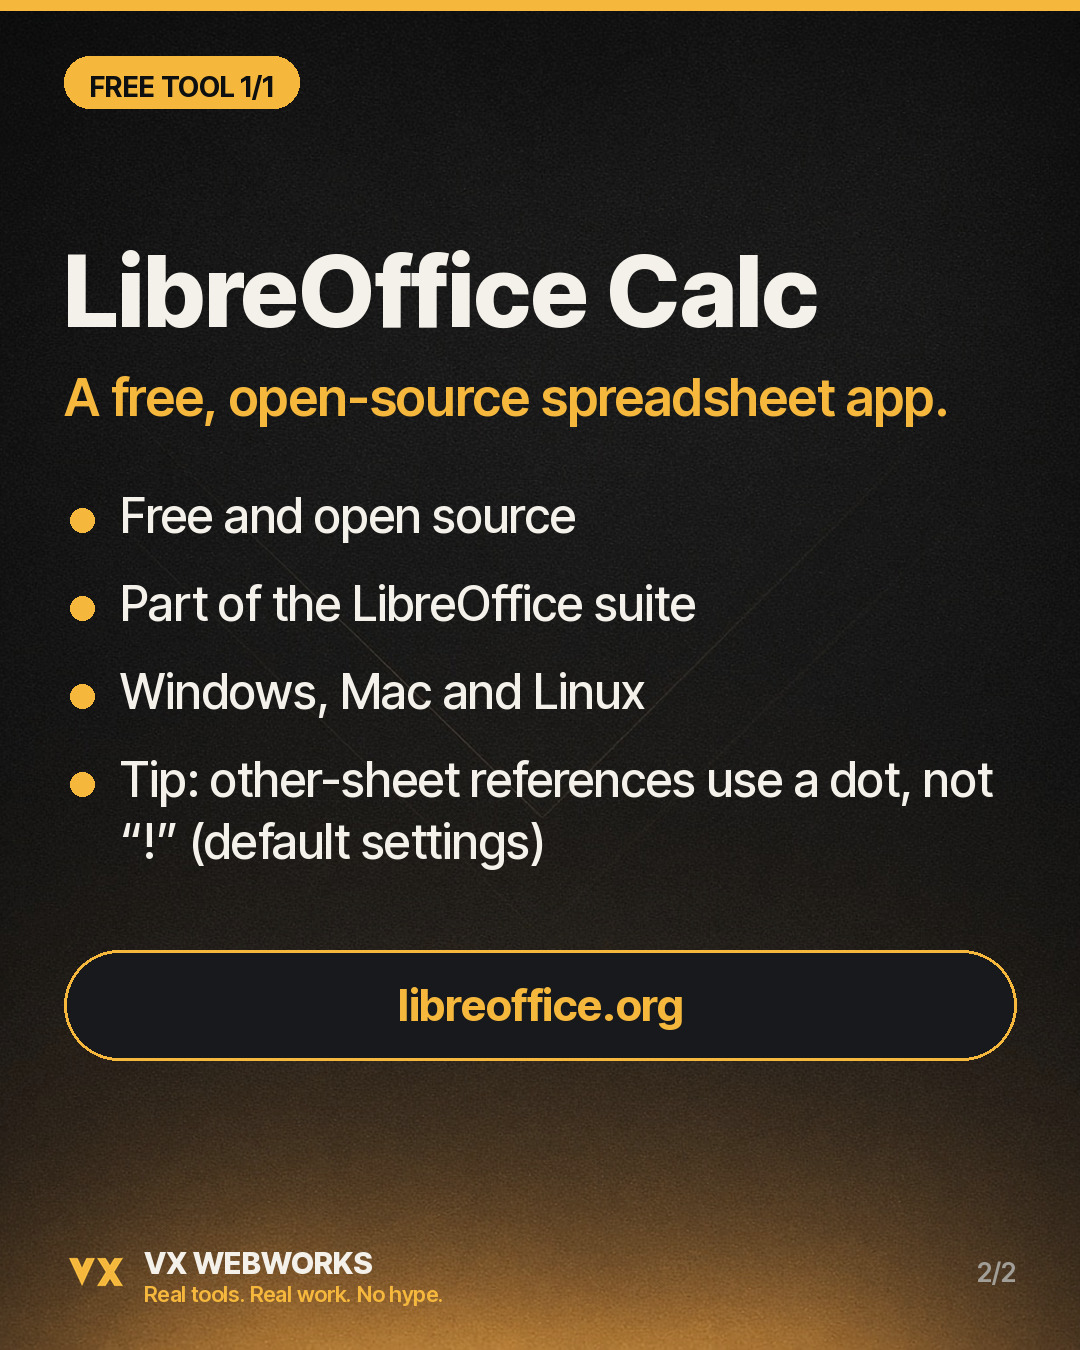 FREE TOOL 1/1
LibreOffice Calc
A free, open-source spreadsheet app.
Free and open source
Part of the LibreOffice suite
Windows, Mac and Linux
Tip: other-sheet references use a dot, not
“!” (default settings)
libreoffice.org
VX
VX WEBWORKS
Real tools. Real work. No hype.
2/2